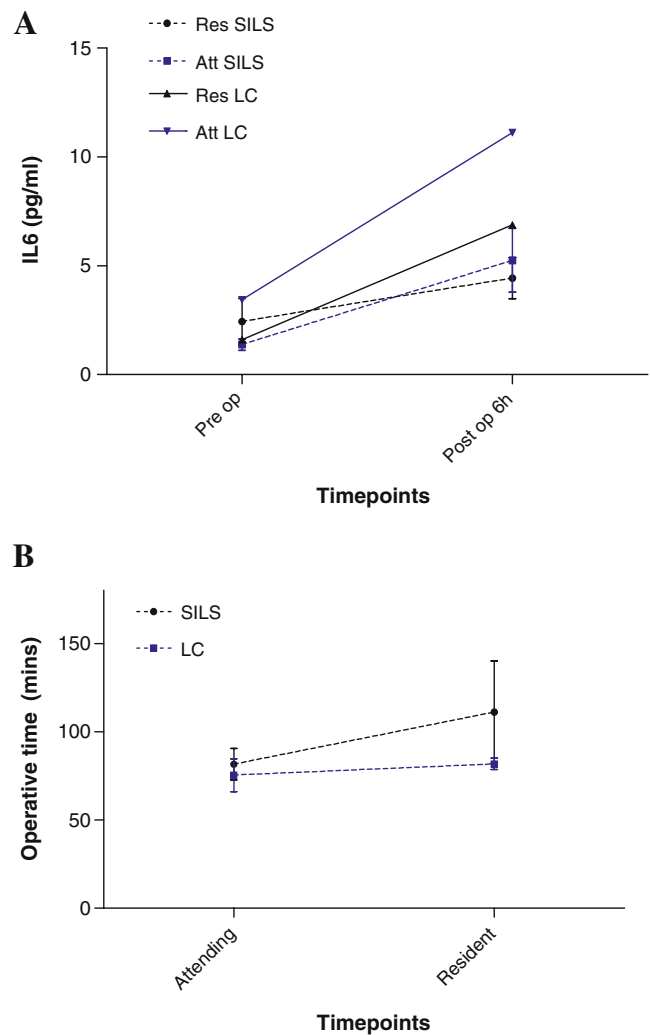 A
Res SILS
Att SILS
Res LC
Att LC
15
10
5
0
IL6 (pg/ml)
Pre op
Post op 6h
Timepoints
B
SILS
LC
150
100
50
0
Operative time (mins)
Attending
Resident
Timepoints